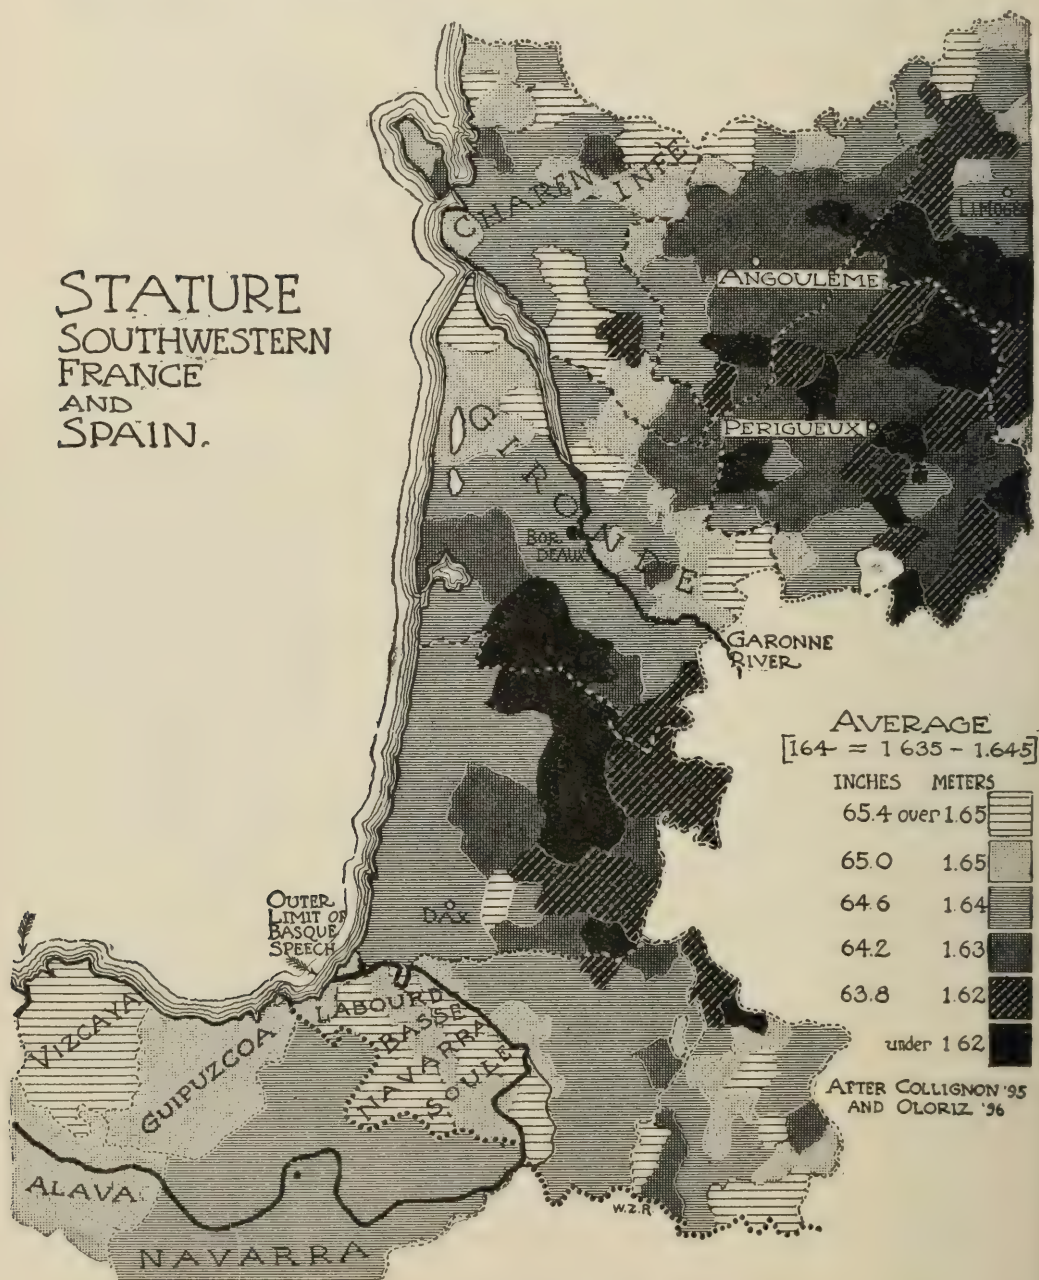 STATURE
SOUTHWESTERN
FRANCE
AND
SPAIN.
CHARENTE INFE
LIMOGES
ANGOULÊME
PERIGUEUX
GIRONDE
BOR
DEAUX
GARONNE
RIVER
AVERAGE
[164 = 1 635 - 1.645]
INCHES METERS
65.4 over 1.65
65.0 1.65
64.6 1.64
64.2 1.63
63.8 1.62
under 1 62
AFTER COLLIGNON '95
AND OLORIZ '96
DAX
OUTER
LIMIT OF
BASQUE
SPEECH
LABOURD
BASSE
NAVARRA
SOULE
VIZCAYA
GUIPUZCOA
ALAVA
NAVARRA
W.Z.R.